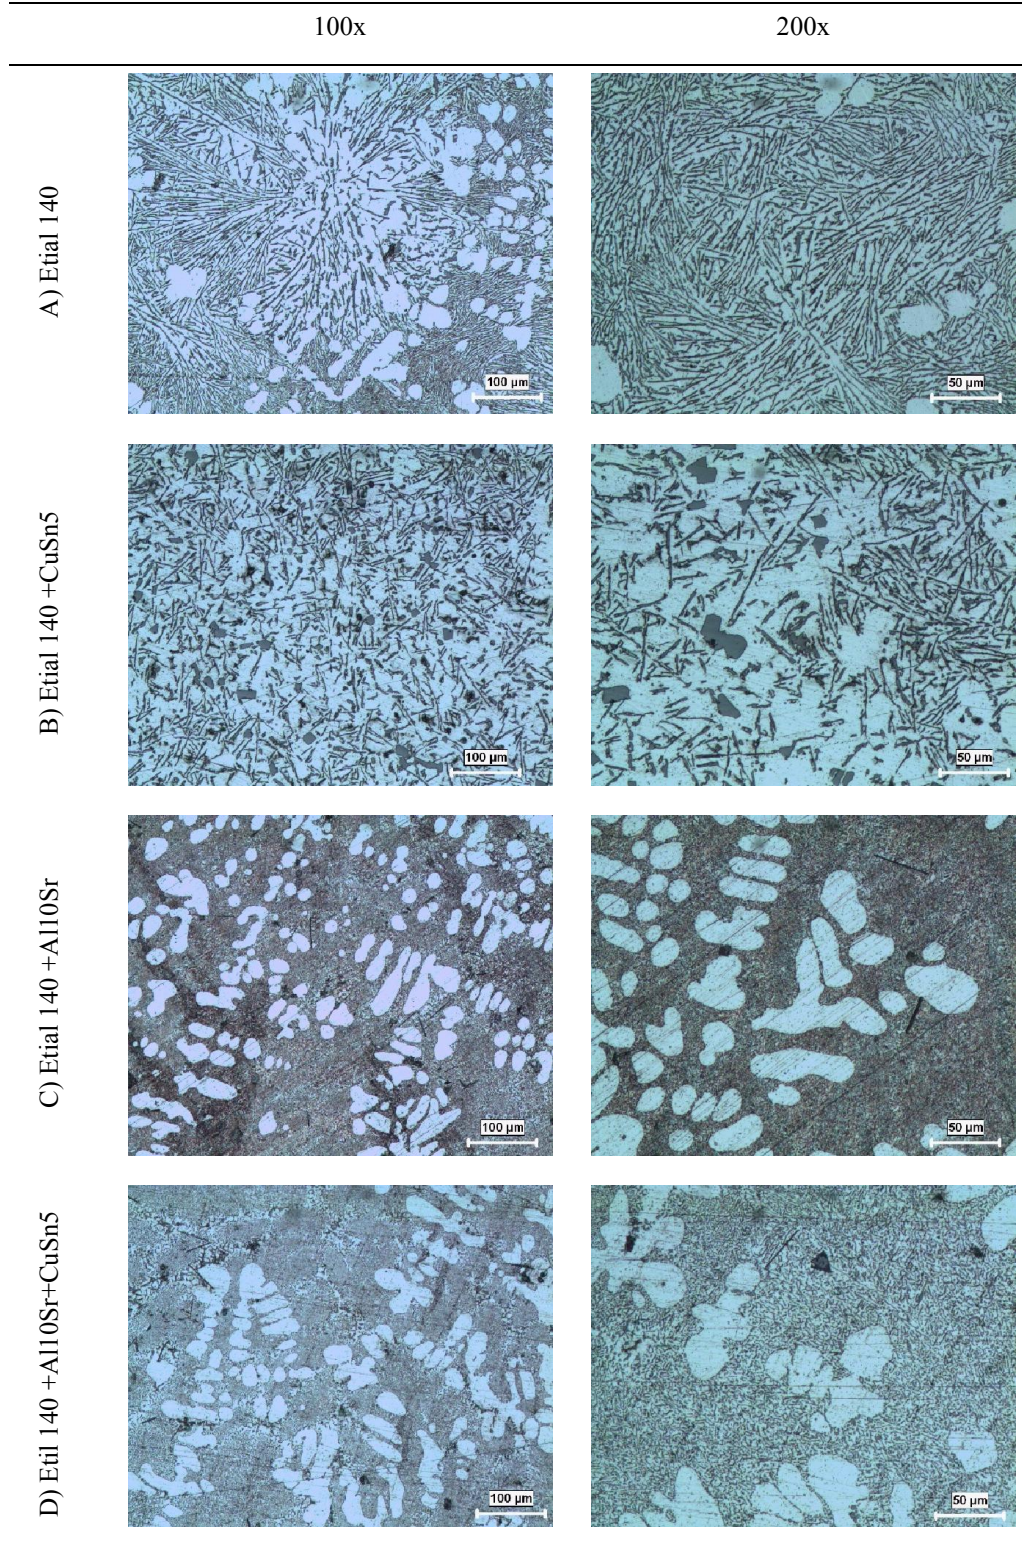 100x 200x
A) Etial 140
100 µm
50 µm
B) Etial 140 +CuSn5
100 µm
50 µm
C) Etial 140 +Al10Sr
100 µm
50 µm
D) Etil 140 +Al10Sr+CuSn5
100 µm
50 µm